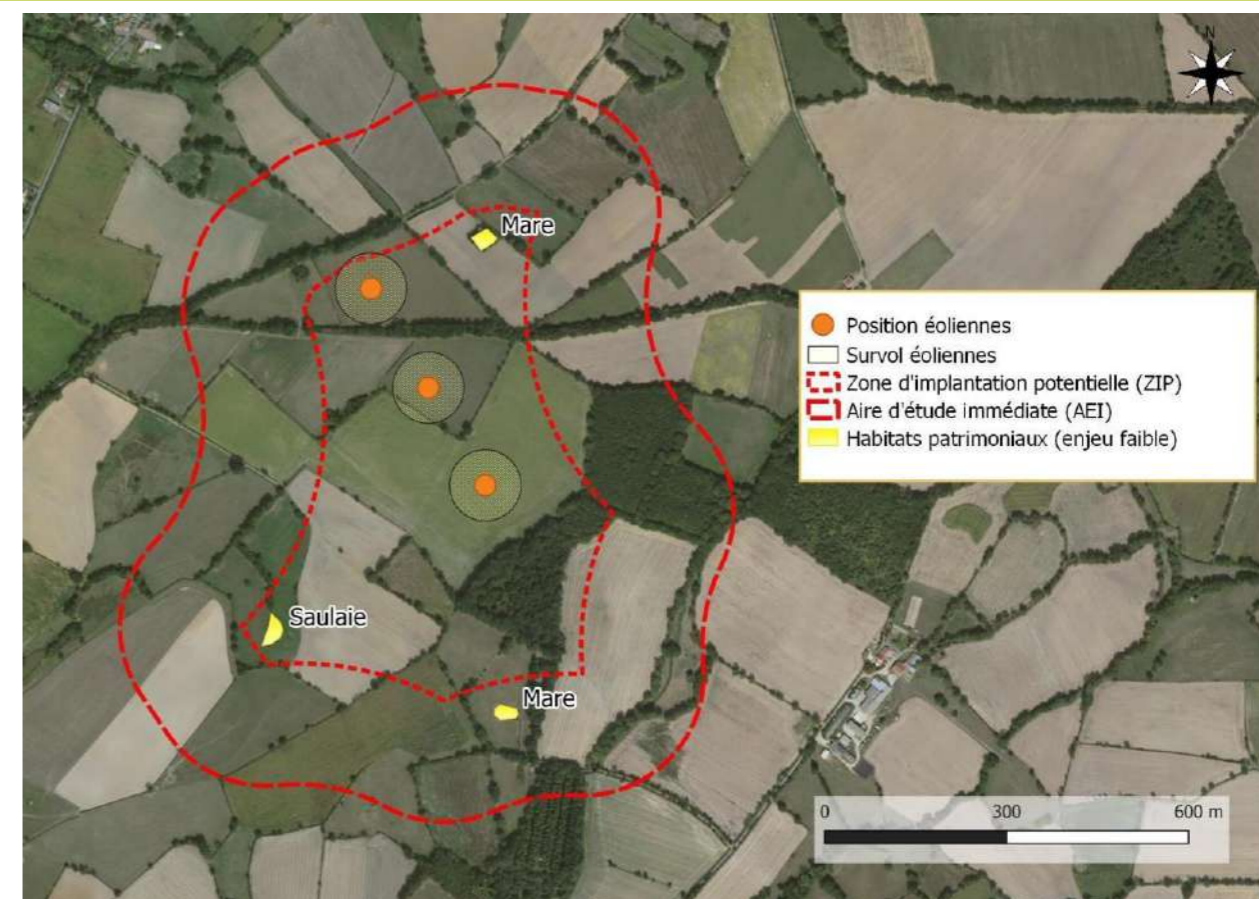 N
Mare
Position éoliennes
Survol éoliennes
Zone d'implantation potentielle (ZIP)
Aire d'étude immédiate (AEI)
Habitats patrimoniaux (enjeu faible)
Saulaie
Mare
0 300 600 m